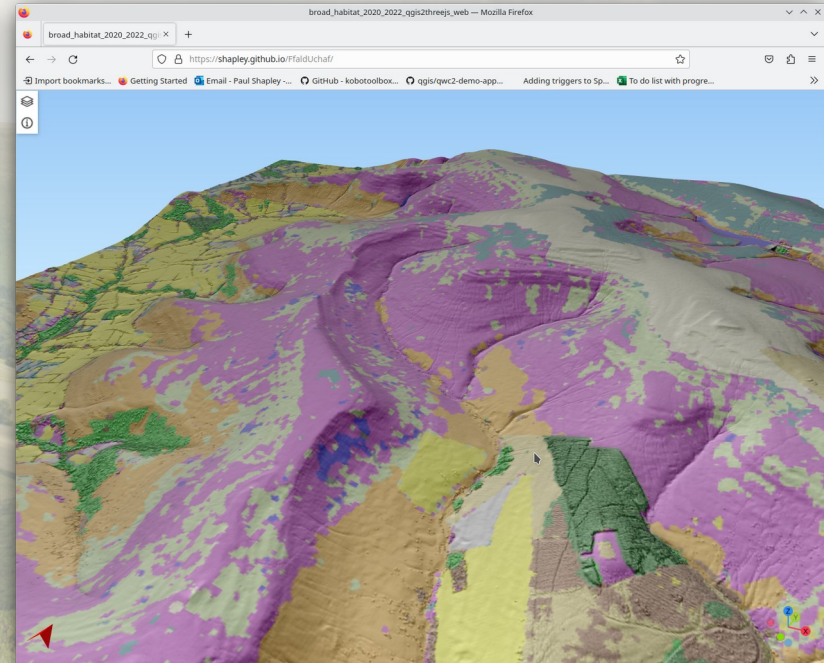 broad_habitat_2020_2022_qgis2threejs_web — Mozilla Firefox
broad_habitat_2020_2022_qgi
https://shapley.github.io/FfaldUchaf/
Import bookmarks... Getting Started Email - Paul Shapley -... GitHub - kobotoolbox... qgis/qwc2-demo-app... Adding triggers to Sp... To do list with progre...
Z
Y
X